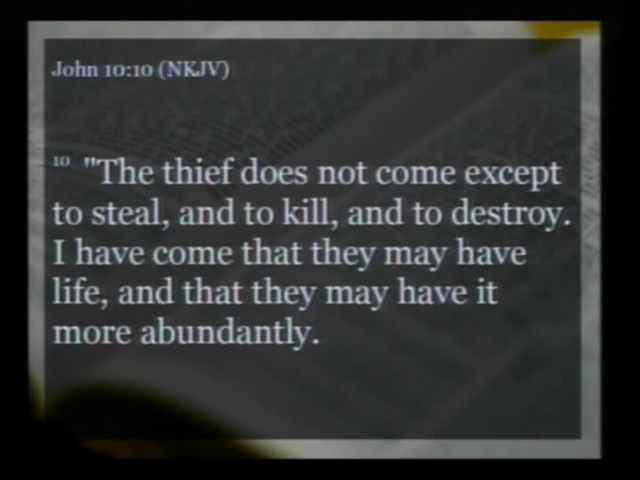 John 10:10 (NKJV)
10 "The thief does not come except
to steal, and to kill, and to destroy.
I have come that they may have
life, and that they may have it
more abundantly.